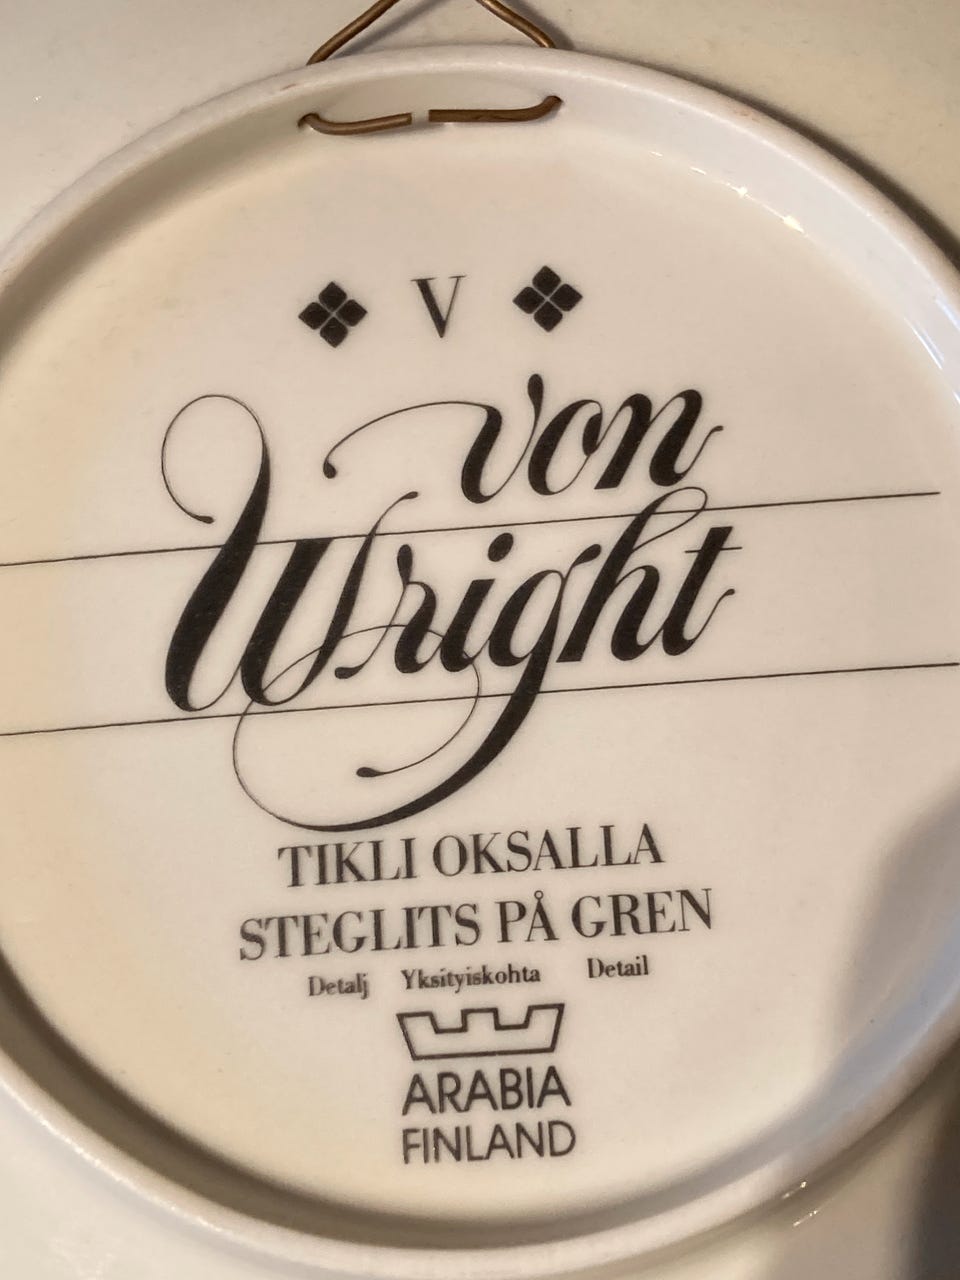 V
von
Wright
TIKLI OKSALLA
STEGLITS PÅ GREN
Detalj Yksityiskohta Detail
ARABIA
FINLAND